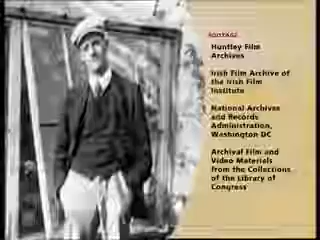 FOOTAGE
Huntley Film
Archives
Irish Film Archive of
the Irish Film
Institute
National Archives
and Records
Administration,
Washington DC
Archival Film and
Video Materials
from the Collections
of the Library of
Congress